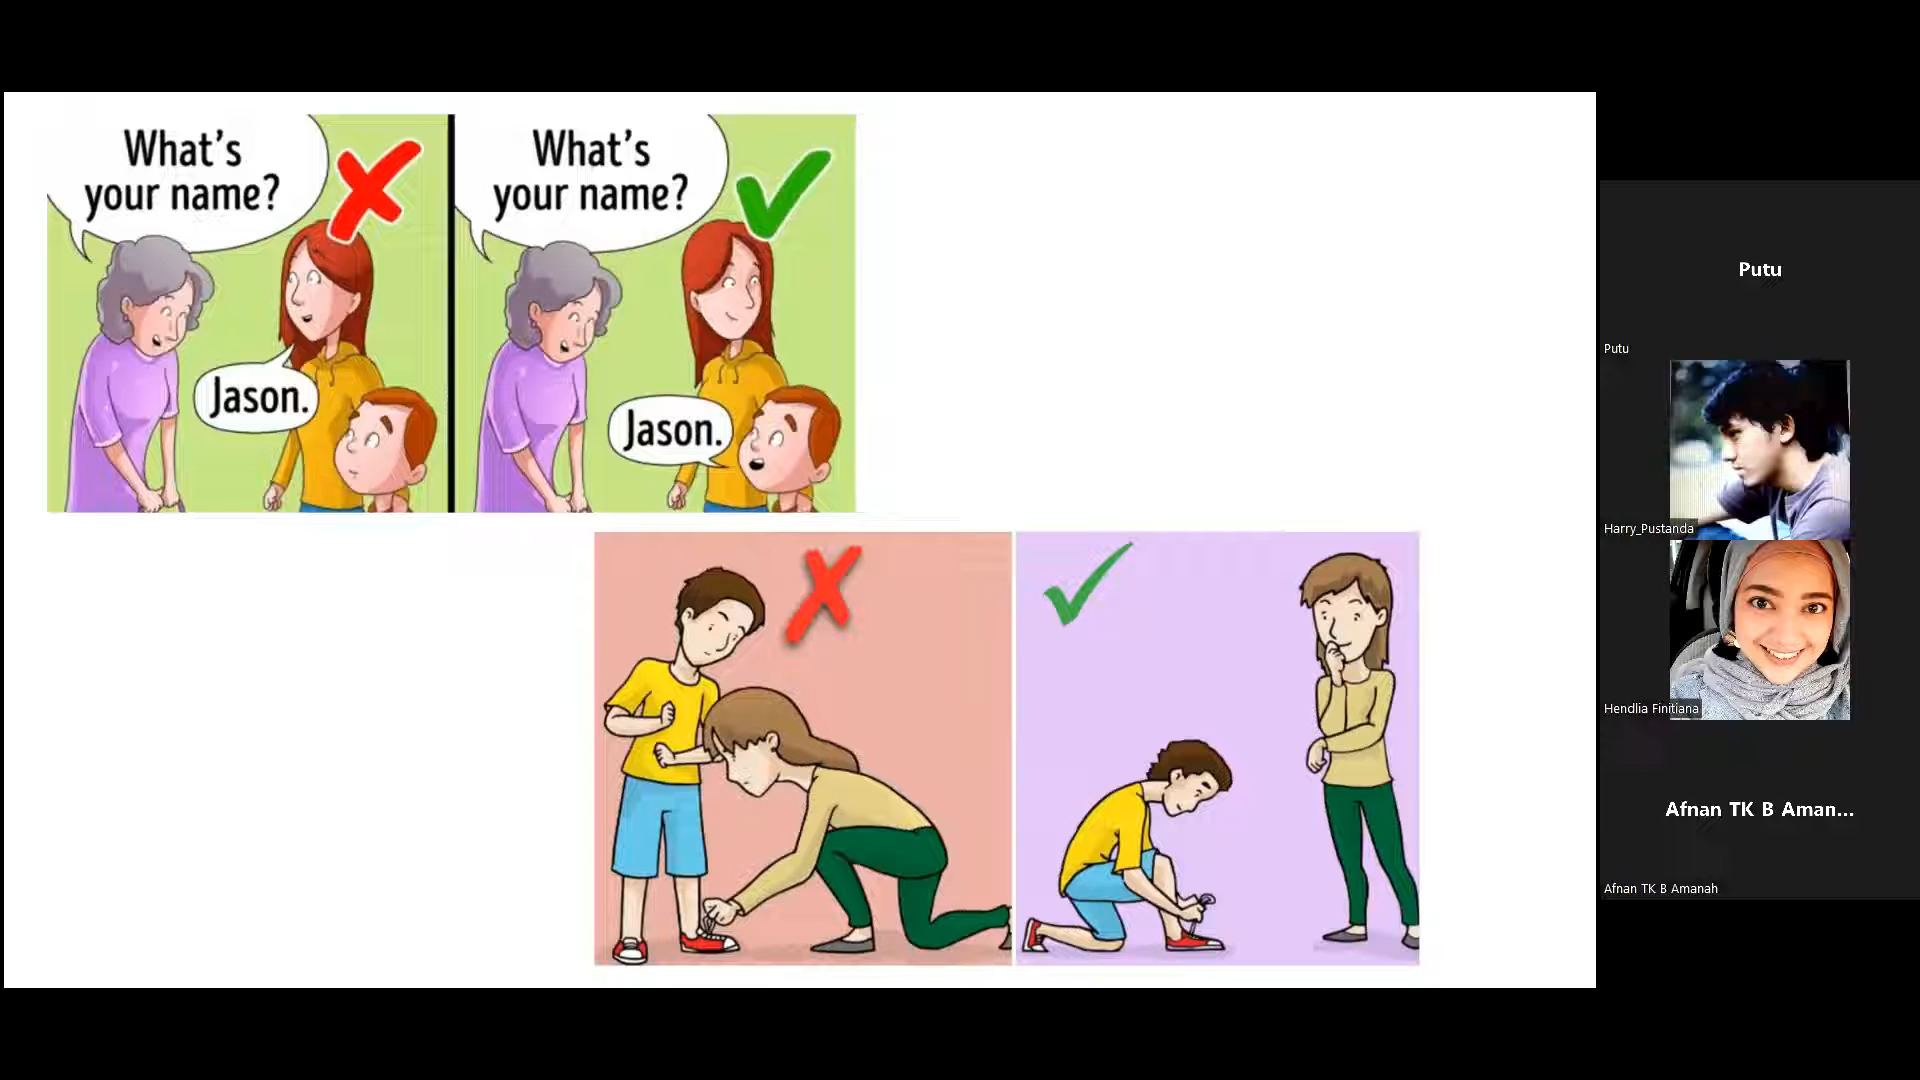 What's
your name?
Jason.
What's
your name?
Jason.
Putu
Putu
Harry_Pustanda
Hendlia Finitiana
Afnan TK B Aman...
Afnan TK B Amanah